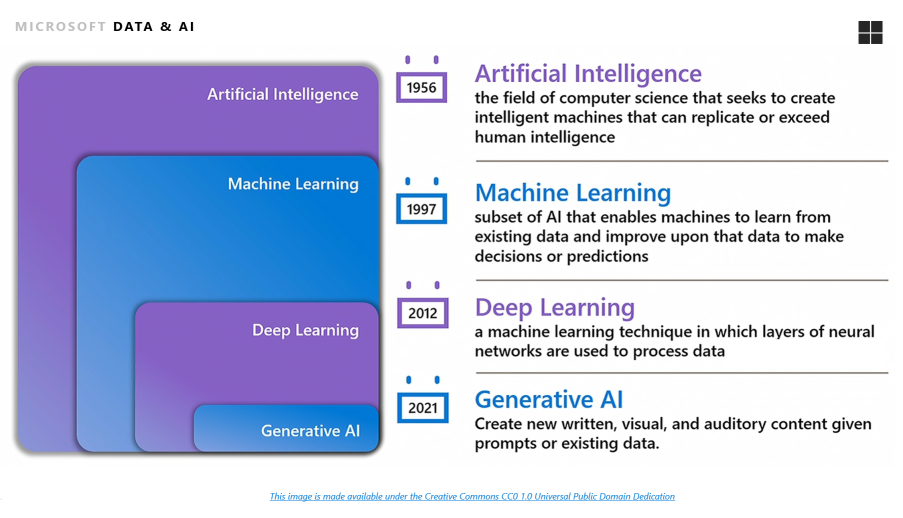 MICROSOFT DATA & AI
Artificial Intelligence
Machine Learning
Deep Learning
Generative AI
1956
Artificial Intelligence
the field of computer science that seeks to create
intelligent machines that can replicate or exceed
human intelligence
1997
Machine Learning
subset of AI that enables machines to learn from
existing data and improve upon that data to make
decisions or predictions
2012
Deep Learning
a machine learning technique in which layers of neural
networks are used to process data
2021
Generative AI
Create new written, visual, and auditory content given
prompts or existing data.
This image is made available under the Creative Commons CC0 1.0 Universal Public Domain Dedication